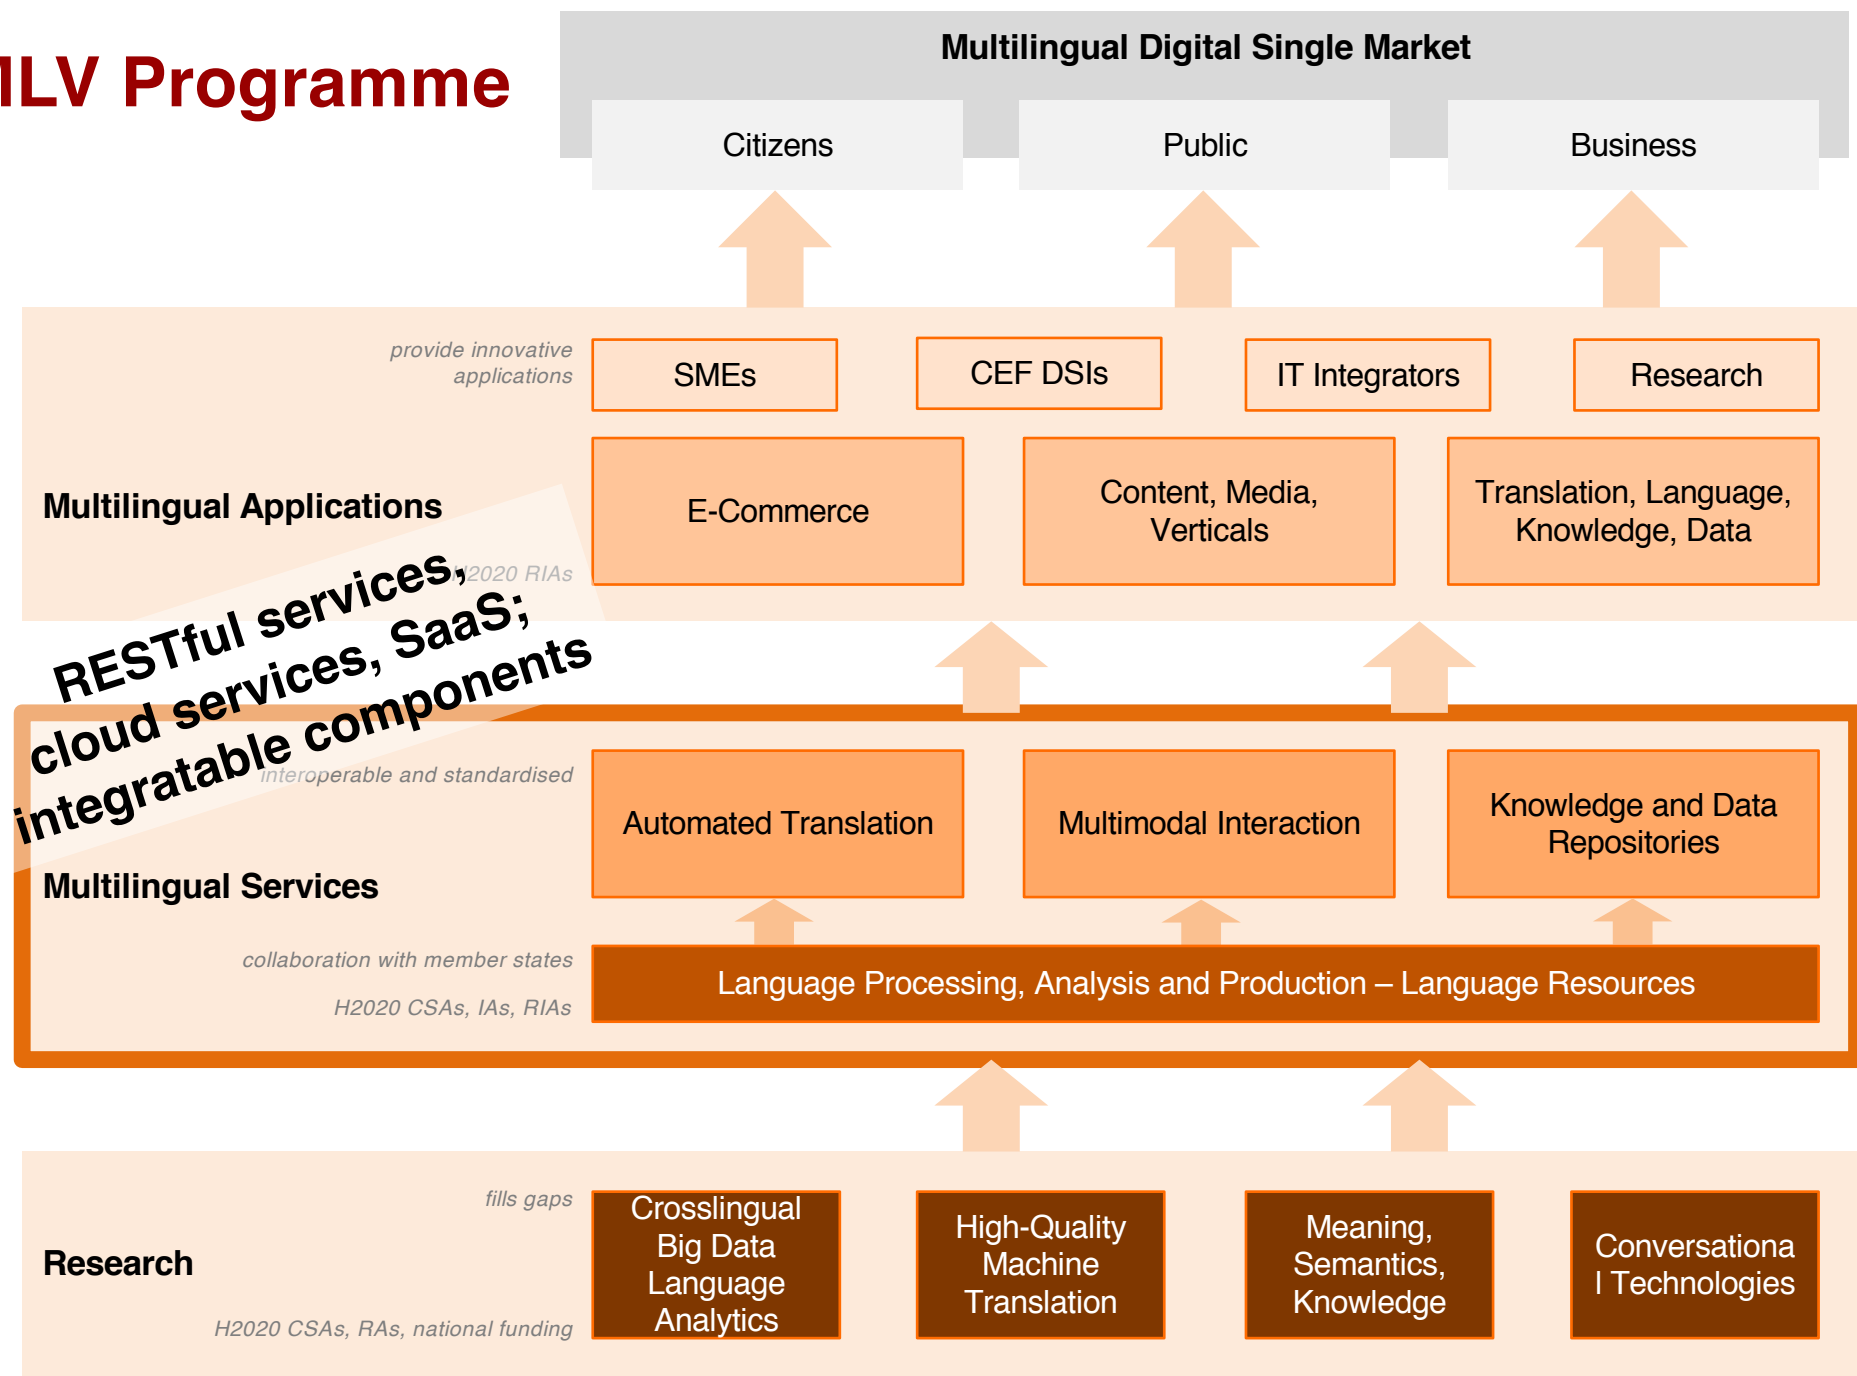 Multilingual Digital Single Market
Programme
Citizens
Public
Business
provide innovative
applications
SMEs
CEF DSIs
IT Integrators
Research
Multilingual Applications
E-Commerce
Content, Media,
Verticals
Translation, Language,
Knowledge, Data
H2020 RIAs
RESTful services,
cloud services, SaaS;
integratable components
interoperable and standardised
Automated Translation
Multimodal Interaction
Knowledge and Data
Repositories
Multilingual Services
collaboration with member states
H2020 CSAs, IAs, RIAs
Language Processing, Analysis and Production – Language Resources
fills gaps
Research
H2020 CSAs, RAs, national funding
Crosslingual
Big Data
Language
Analytics
High-Quality
Machine
Translation
Meaning,
Semantics,
Knowledge
Conversationa
l Technologies